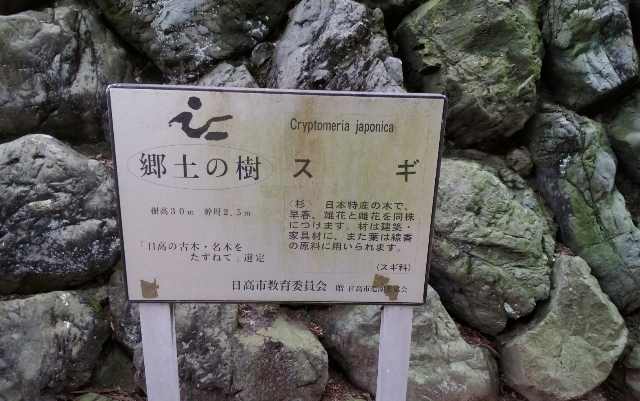 Cryptomeria japonica
郷土の樹 スギ
樹高30m 幹周2.5m
「日高の古木・名木を
たずねて」選定
〈杉〉 日本特産の木で、
早春、雄花と雌花を同株
につけます。材は建築・
家具材に、また葉は線香
の原料に用いられます。
(スギ科)
日高市教育委員会